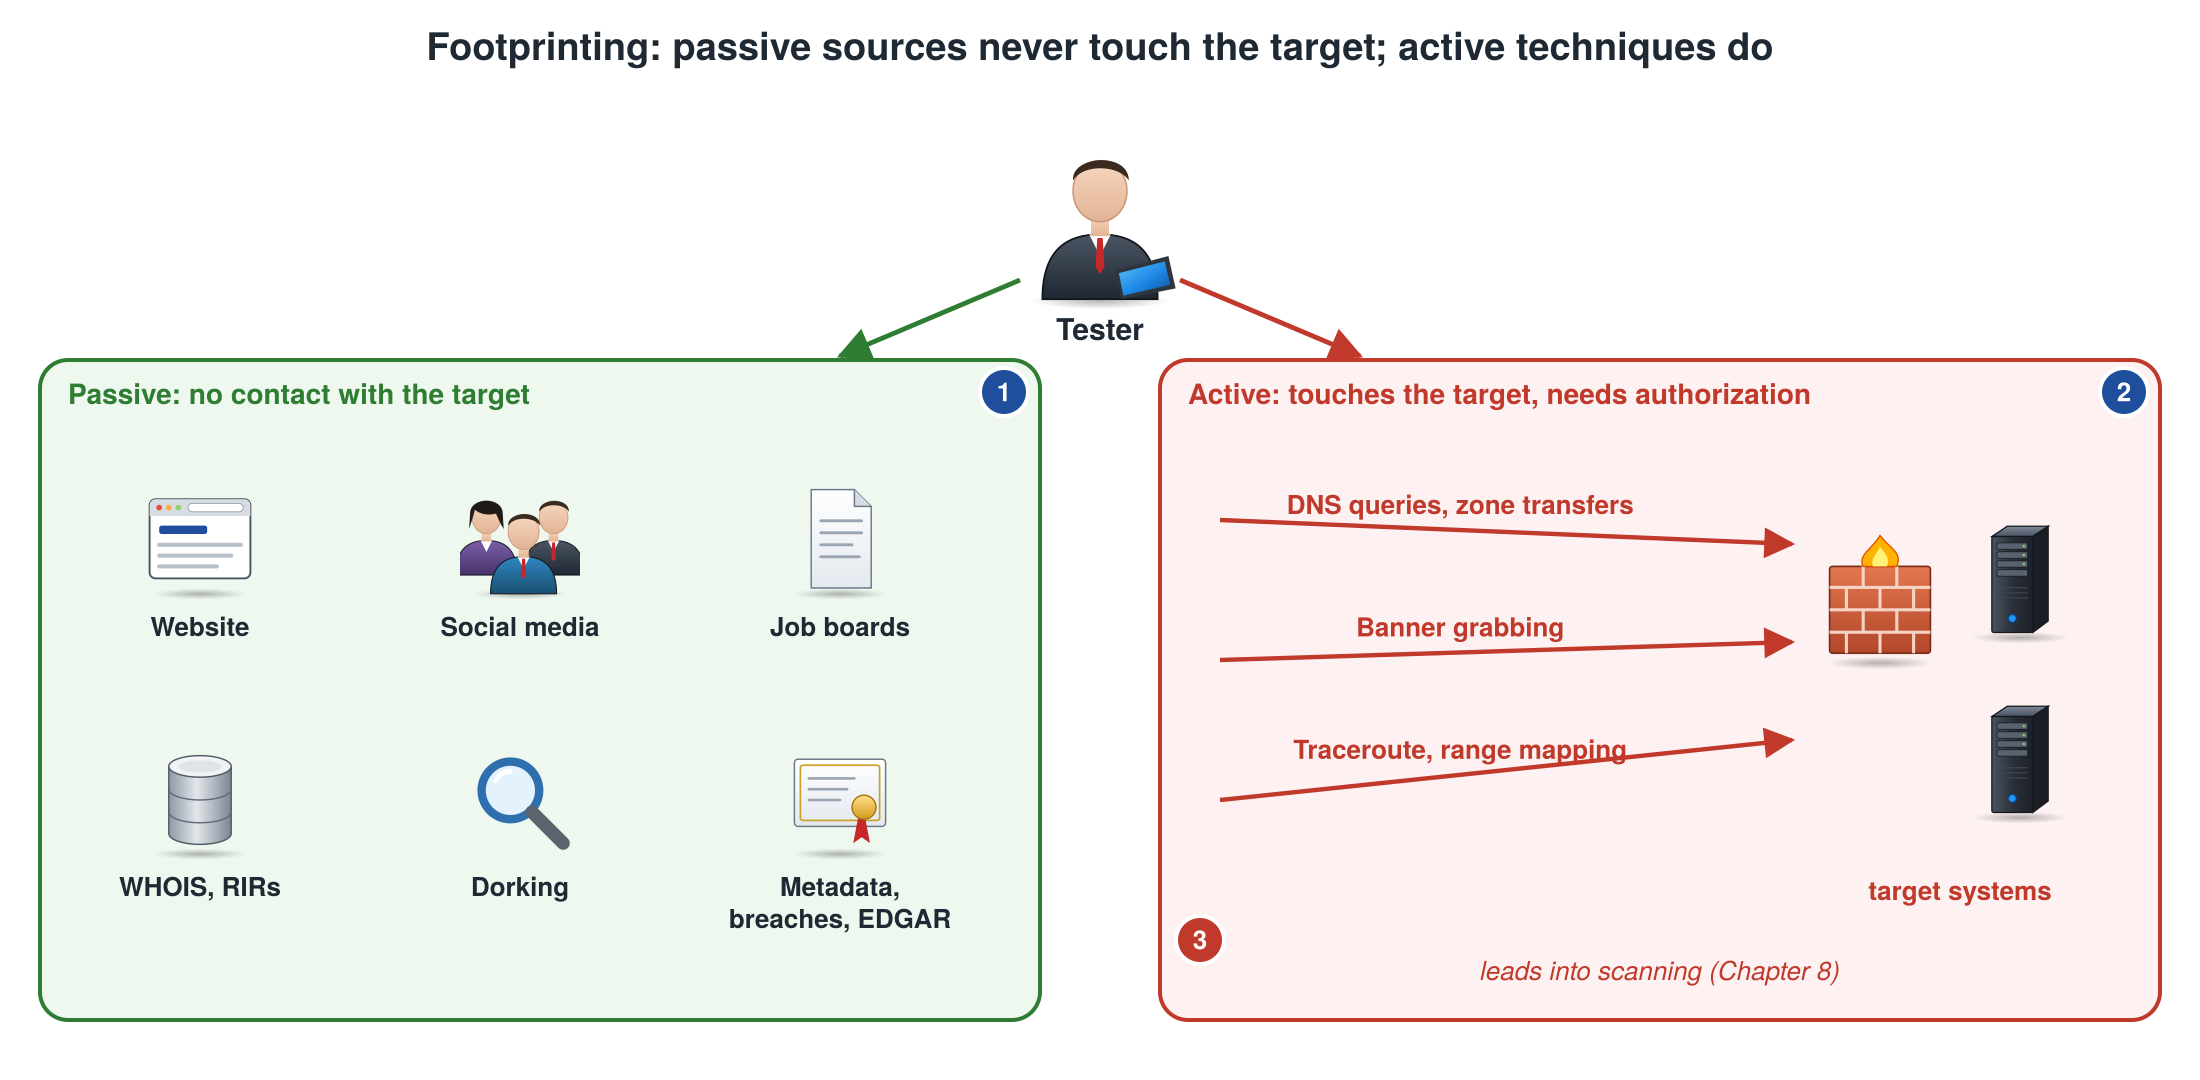 Footprinting: passive sources never touch the target; active techniques do
Tester
Passive: no contact with the target
1
Website
Social media
Job boards
WHOIS, RIRs
Dorking
Metadata,
breaches, EDGAR
Active: touches the target, needs authorization
2
DNS queries, zone transfers
Banner grabbing
Traceroute, range mapping
target systems
3
leads into scanning (Chapter 8)